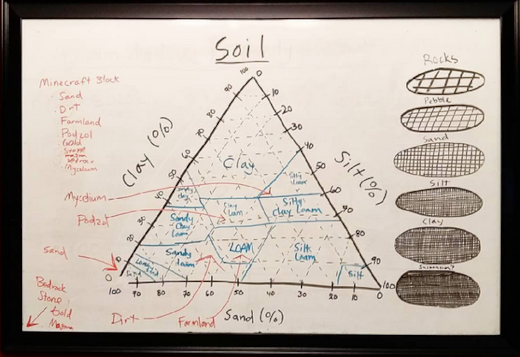 Soil
Minecraft Block
Sand
Dirt
Farmland
Podzol
Gold
Stone
Magma
Bedrock
Mycelium
Mycelium
Podzol
Sand
Bedrock
Stone
Gold
Magma
Dirt
Farmland
Clay (%)
Silt (%)
Sand (%)
100
90
80
70
60
50
40
30
20
10
0
0
10
20
30
40
50
60
70
80
90
100
100
90
80
70
60
50
40
30
20
10
0
Clay
Silty
Clay
Sandy
Clay
Clay
Loam
Silty
Clay Loam
Sandy
Clay
Loam
Sandy
Loam
LOAM
Silt
Loam
Silt
Loamy Sand
Sand
Rocks
Pebble
Sand
Silt
Clay